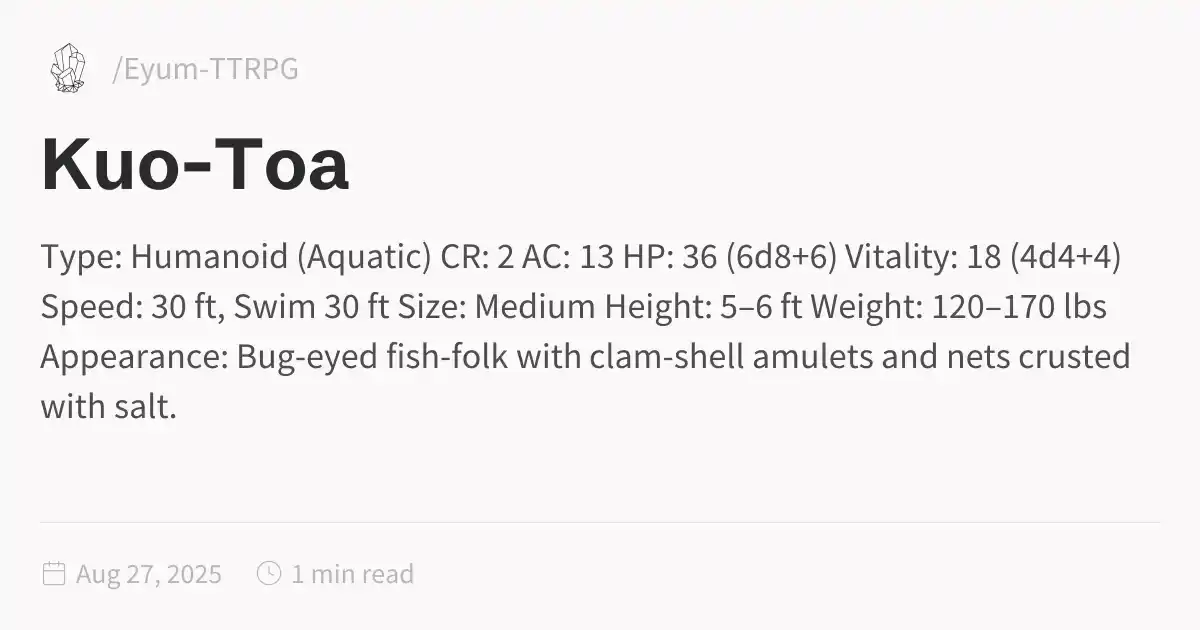 /Eyum-TTRPG
Kuo-Toa
Type: Humanoid (Aquatic) CR: 2 AC: 13 HP: 36 (6d8+6) Vitality: 18 (4d4+4)
Speed: 30 ft, Swim 30 ft Size: Medium Height: 5–6 ft Weight: 120–170 lbs
Appearance: Bug-eyed fish-folk with clam-shell amulets and nets crusted
with salt.
Aug 27, 2025 1 min read